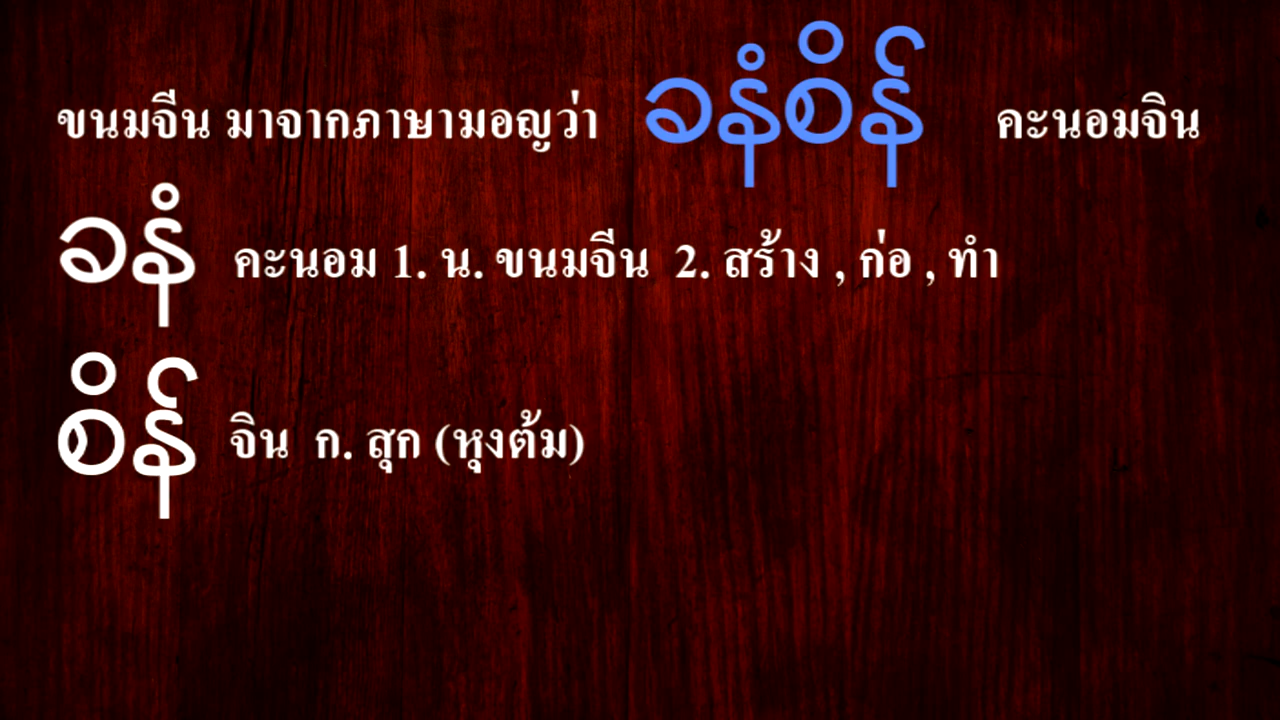 ขนมจีน มาจากภาษามอญว่า ခနံစိန် คะนอมจิน
ခနံ คะนอม 1. น. ขนมจีน 2. สร้าง , ก่อ , ทำ
စိန် จิน ก. สุก (หุงต้ม)